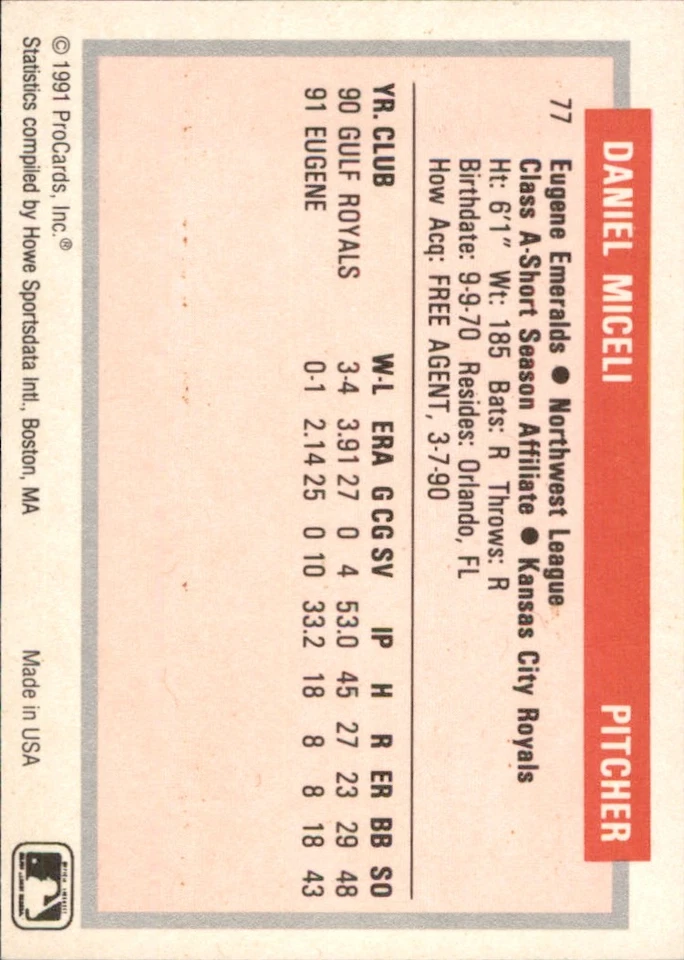 DANIEL MICELI PITCHER
77 Eugene Emeralds ● Northwest League
Class A-Short Season Affiliate ● Kansas City Royals
Ht: 6'1" Wt: 185 Bats: R Throws: R
Birthdate: 9-9-70 Resides: Orlando, FL
How Acq: FREE AGENT, 3-7-90
YR. CLUB W-L ERA G CG SV IP H R ER BB SO
90 GULF ROYALS 3-4 3.91 27 0 4 53.0 45 27 23 29 48
91 EUGENE 0-1 2.14 25 0 10 33.2 18 8 8 18 43
© 1991 ProCards, Inc.®
Statistics compiled by Howe Sportsdata Intl., Boston, MA Made in USA